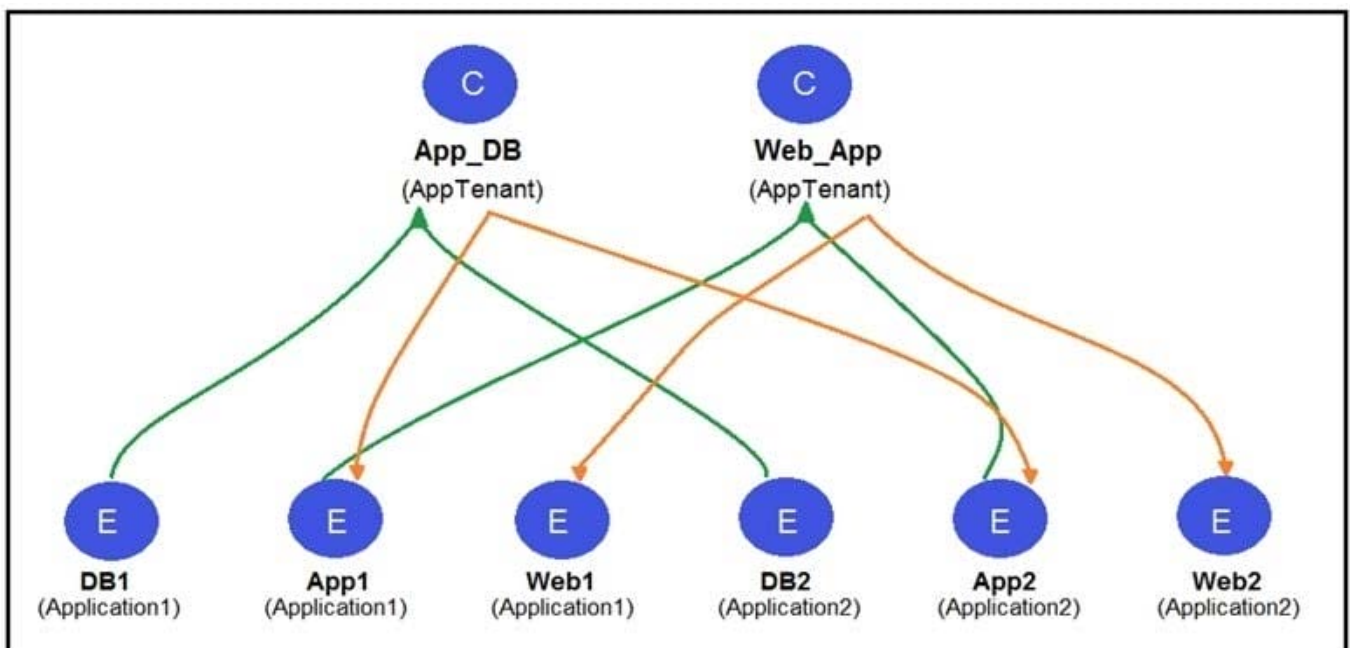 C C
App_DB Web_App
(AppTenant) (AppTenant)
E E E E E E
DB1 App1 Web1 DB2 App2 Web2
(Application1) (Application1) (Application1) (Application2) (Application2) (Application2)